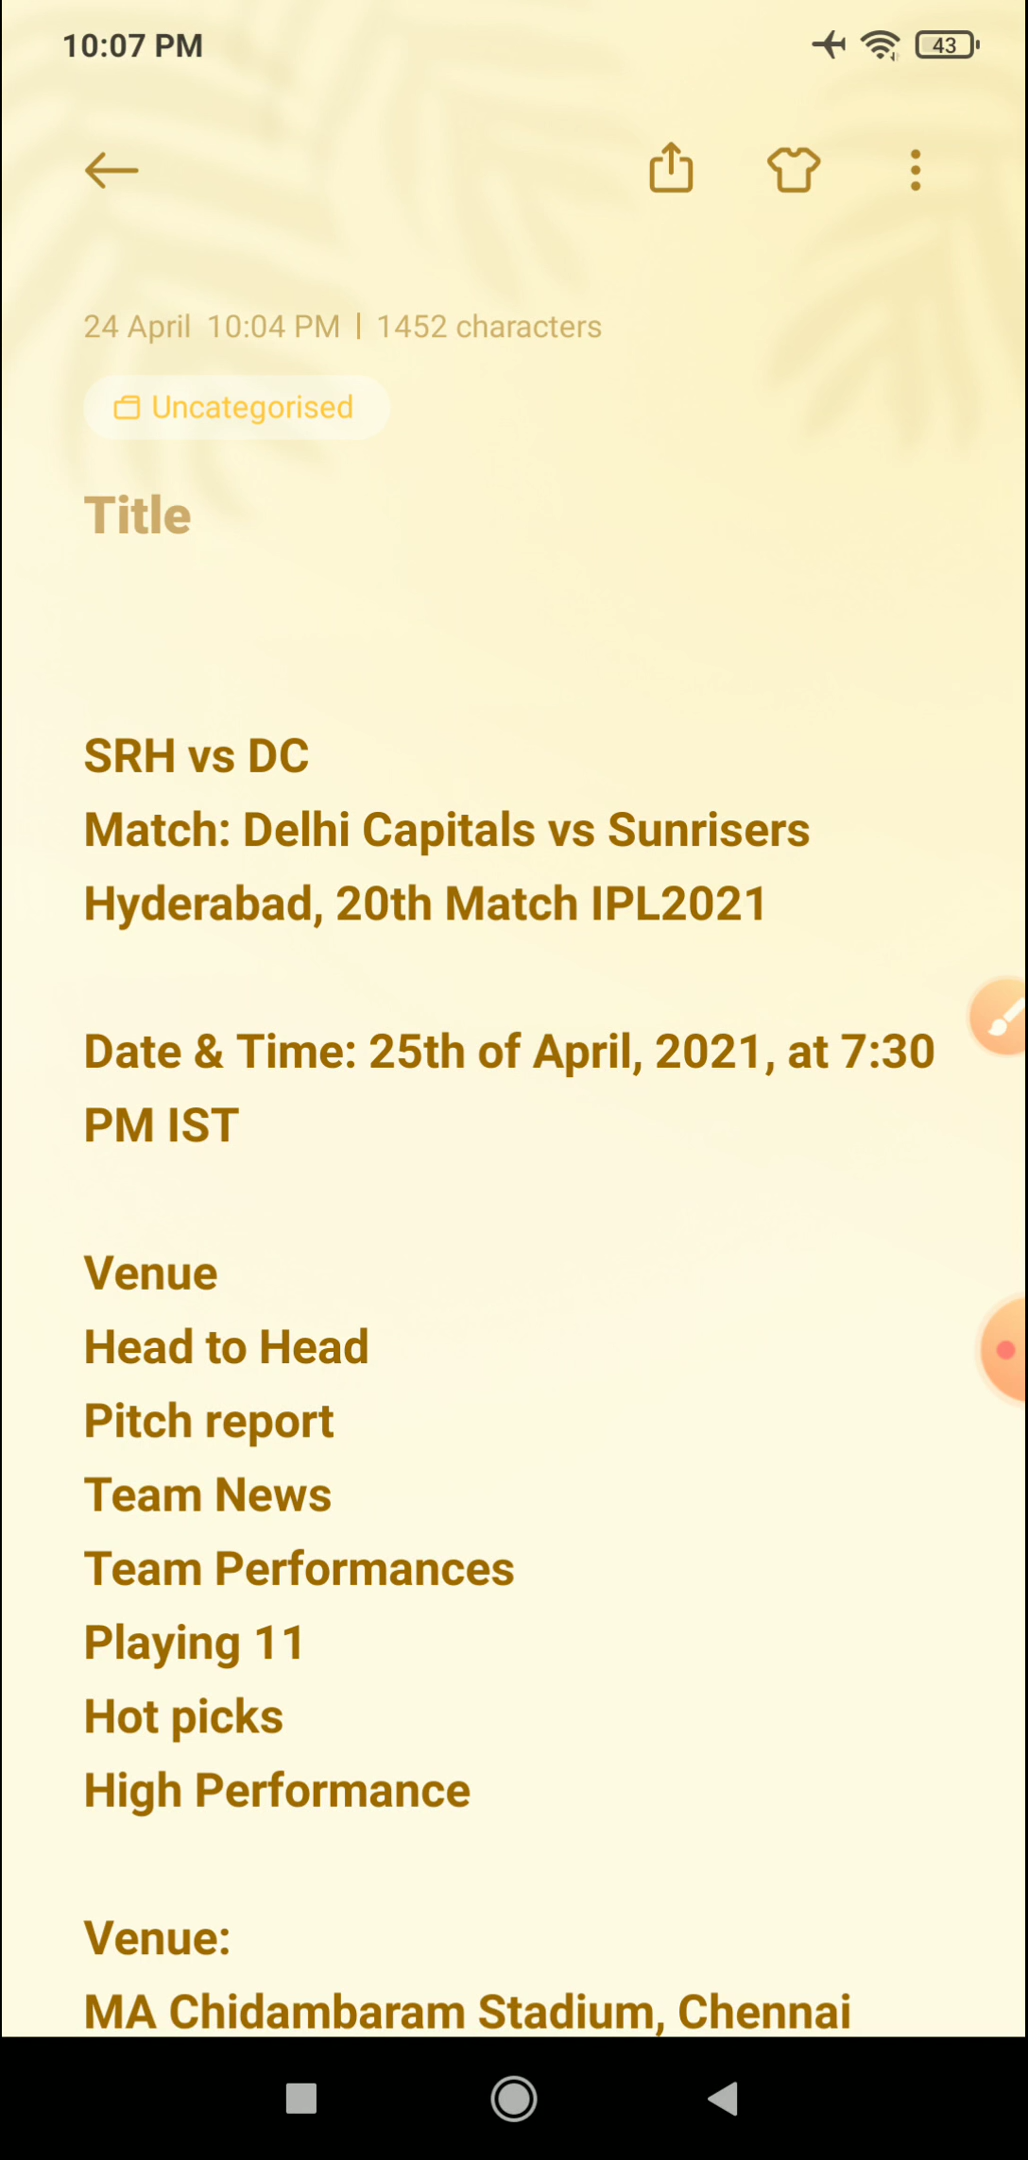 10:07 PM
43
24 April 10:04 PM | 1452 characters
Uncategorised
Title
SRH vs DC
Match: Delhi Capitals vs Sunrisers
Hyderabad, 20th Match IPL2021
Date & Time: 25th of April, 2021, at 7:30
PM IST
Venue
Head to Head
Pitch report
Team News
Team Performances
Playing 11
Hot picks
High Performance
Venue:
MA Chidambaram Stadium, Chennai